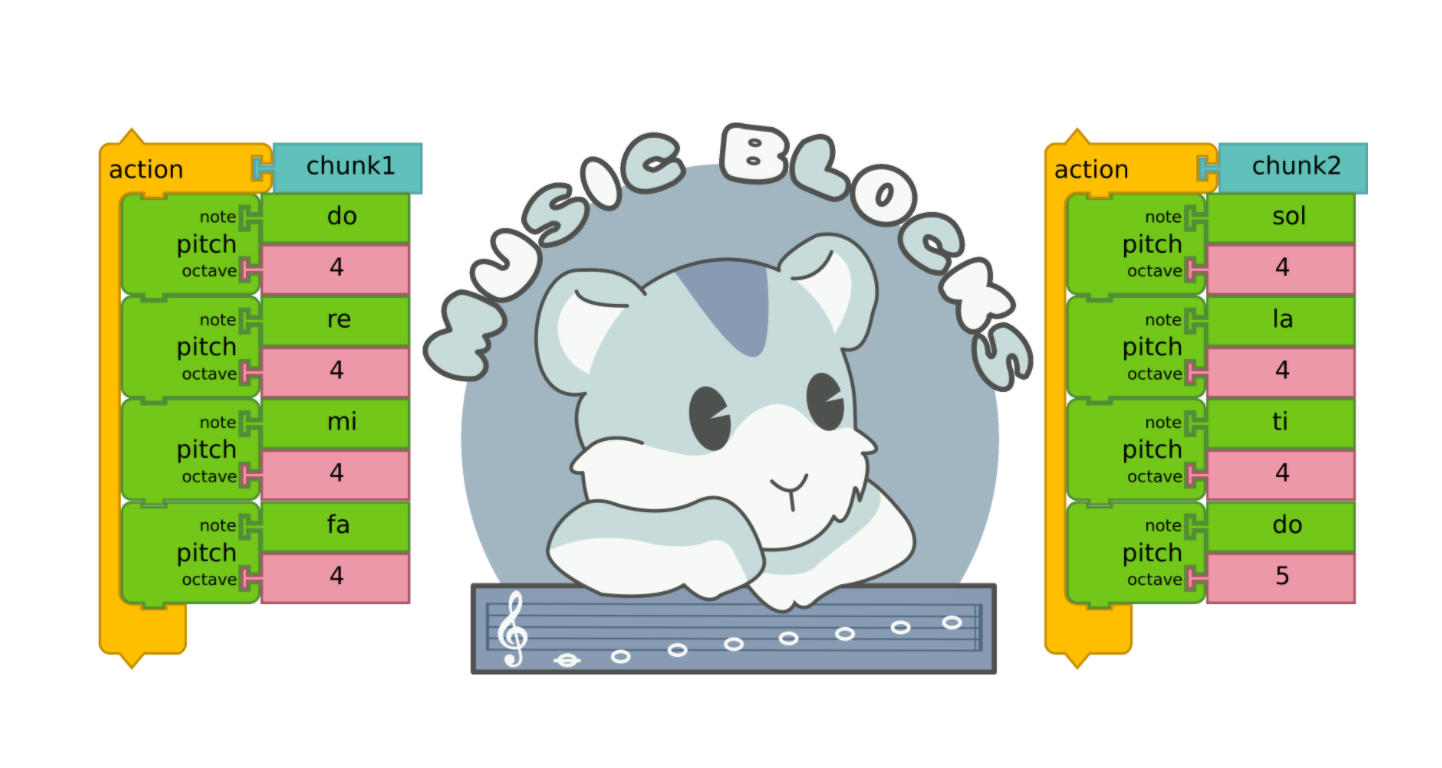 MUSIC BLOCKS
action chunk1
note do
pitch
octave 4
note re
pitch
octave 4
note mi
pitch
octave 4
note fa
pitch
octave 4
action chunk2
note sol
pitch
octave 4
note la
pitch
octave 4
note ti
pitch
octave 4
note do
pitch
octave 5